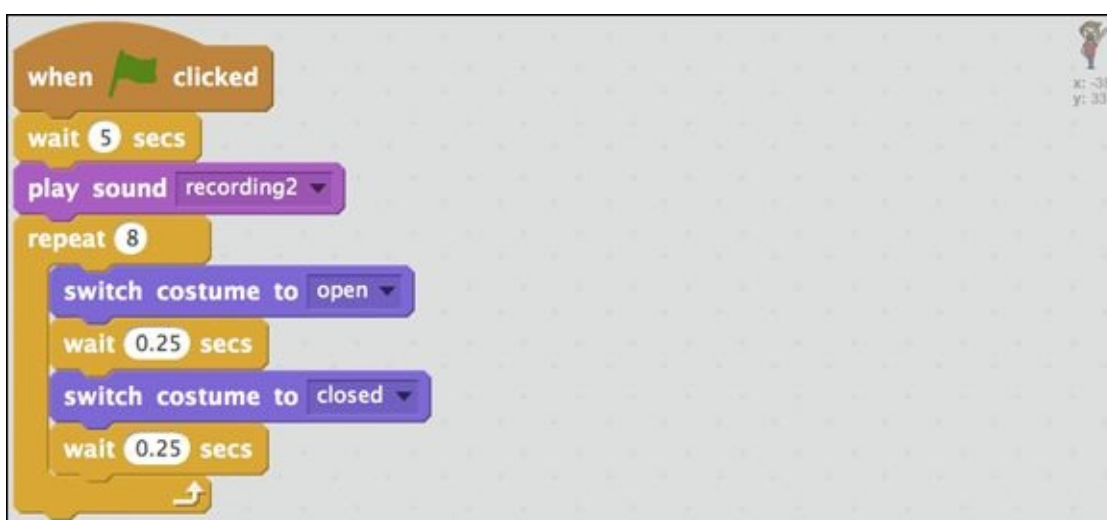 when clicked
wait 5 secs
play sound recording2
repeat 8
switch costume to open
wait 0.25 secs
switch costume to closed
wait 0.25 secs
x:
y: 33